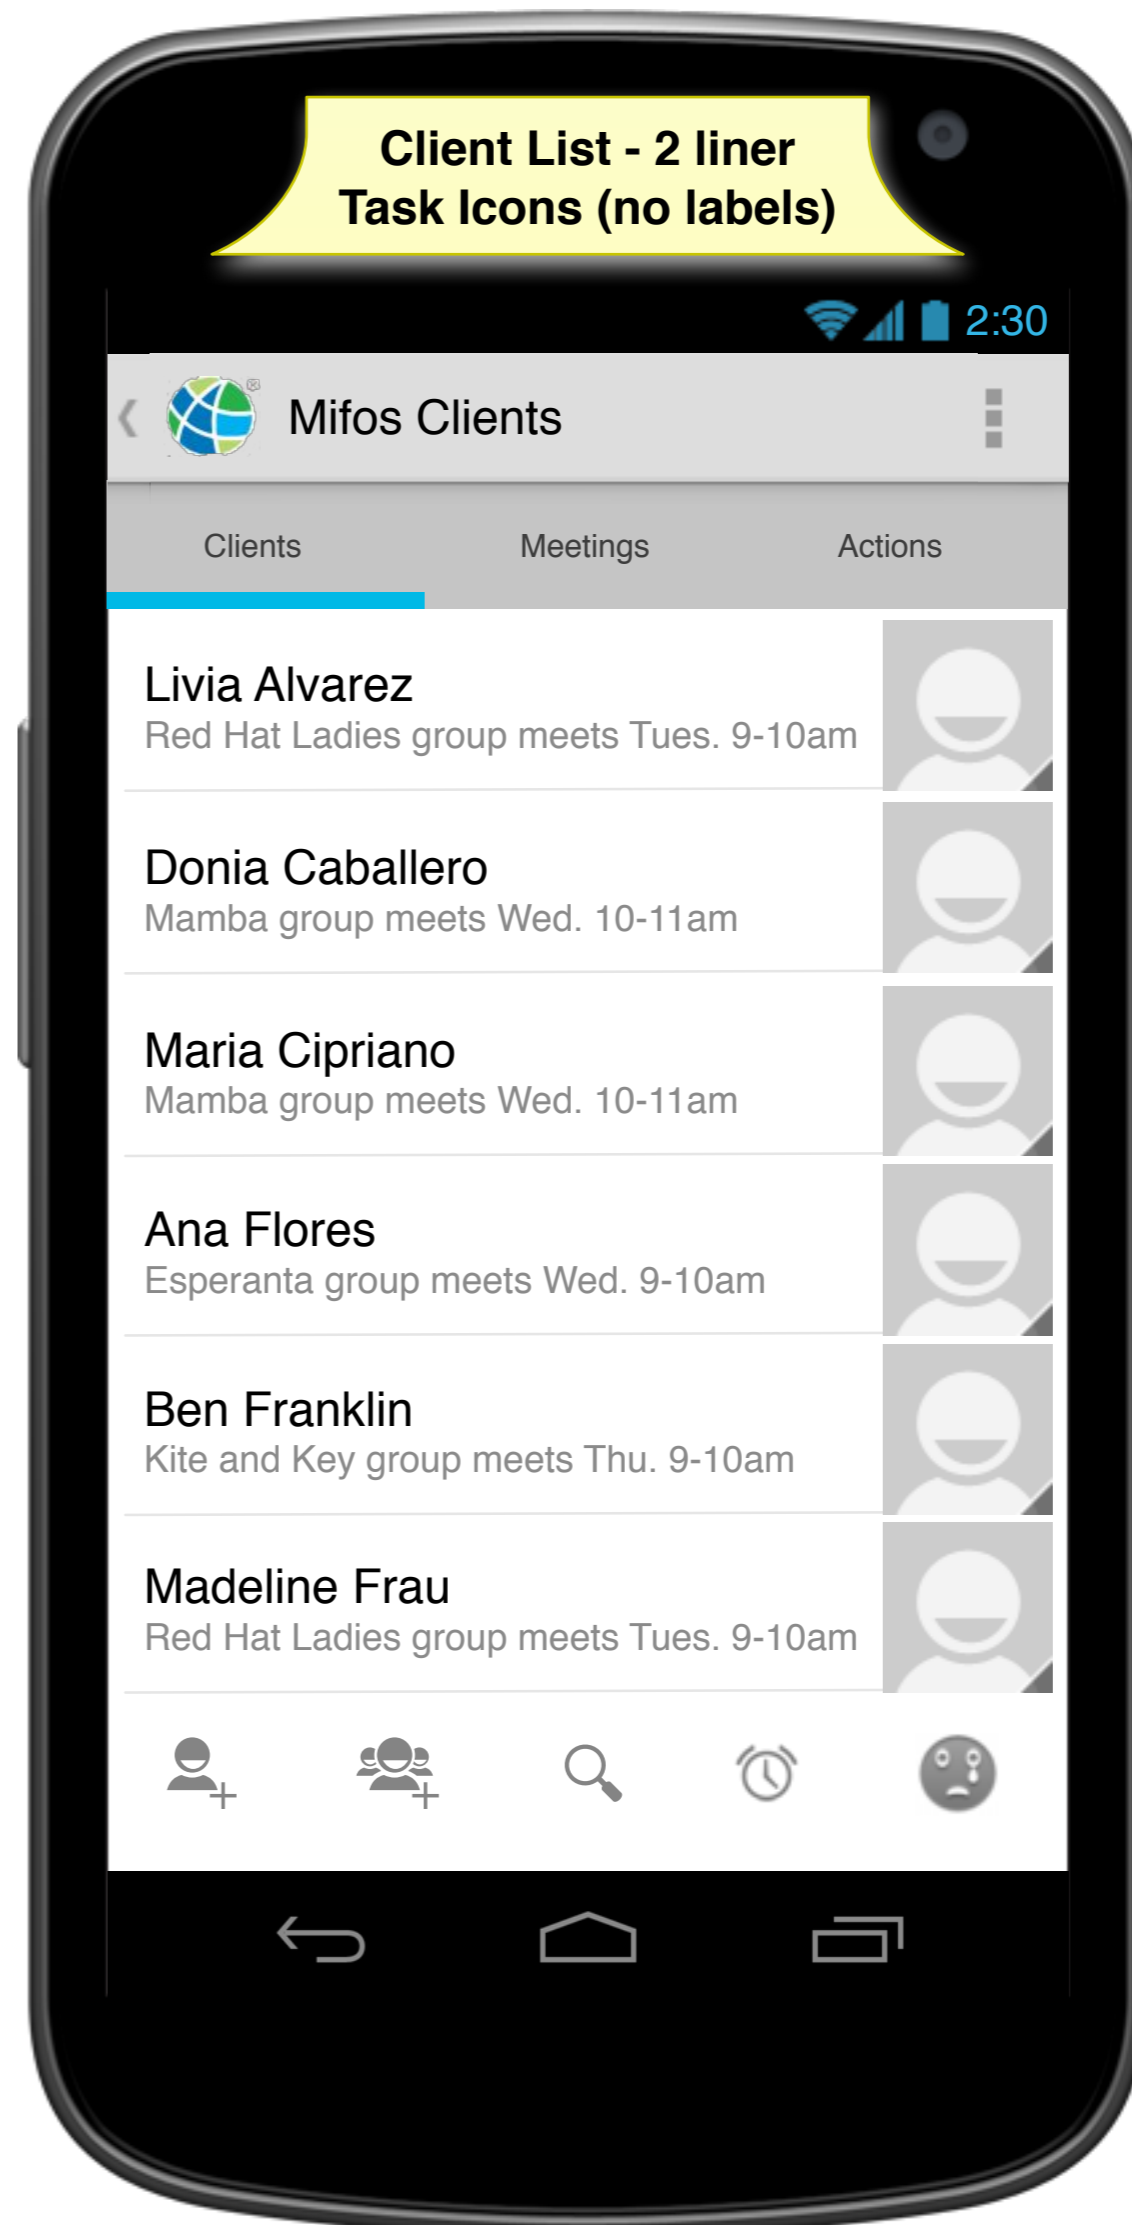 Client List - 2 liner
Task Icons (no labels)
2:30
Mifos Clients
Clients Meetings Actions
Livia Alvarez
Red Hat Ladies group meets Tues. 9-10am
Donia Caballero
Mamba group meets Wed. 10-11am
Maria Cipriano
Mamba group meets Wed. 10-11am
Ana Flores
Esperanta group meets Wed. 9-10am
Ben Franklin
Kite and Key group meets Thu. 9-10am
Madeline Frau
Red Hat Ladies group meets Tues. 9-10am